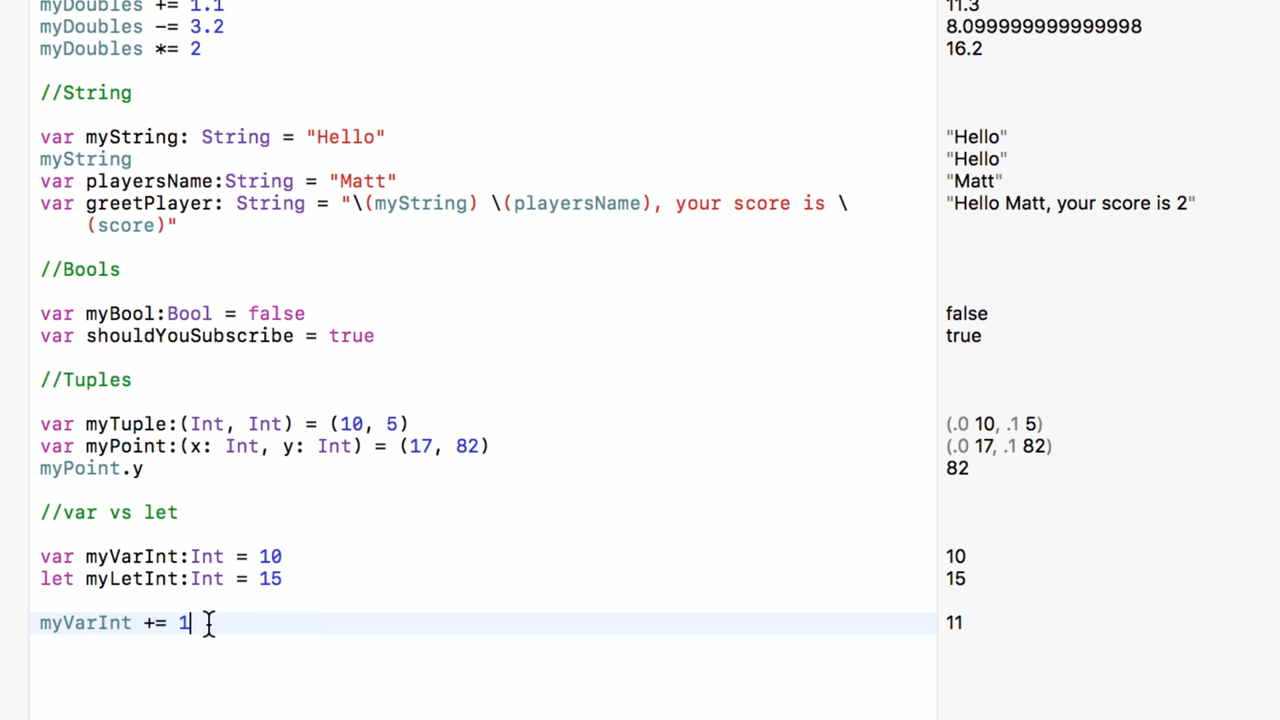 myDoubles += 1.1 11.3
myDoubles -= 3.2 8.099999999999998
myDoubles *= 2 16.2
//String
var myString: String = "Hello" "Hello"
myString "Hello"
var playersName:String = "Matt" "Matt"
var greetPlayer: String = "\(myString) \(playersName), your score is \ "Hello Matt, your score is 2"
(score)"
//Bools
var myBool:Bool = false false
var shouldYouSubscribe = true true
//Tuples
var myTuple:(Int, Int) = (10, 5) (.0 10, .1 5)
var myPoint:(x: Int, y: Int) = (17, 82) (.0 17, .1 82)
myPoint.y 82
//var vs let
var myVarInt:Int = 10 10
let myLetInt:Int = 15 15
myVarInt += 1 11